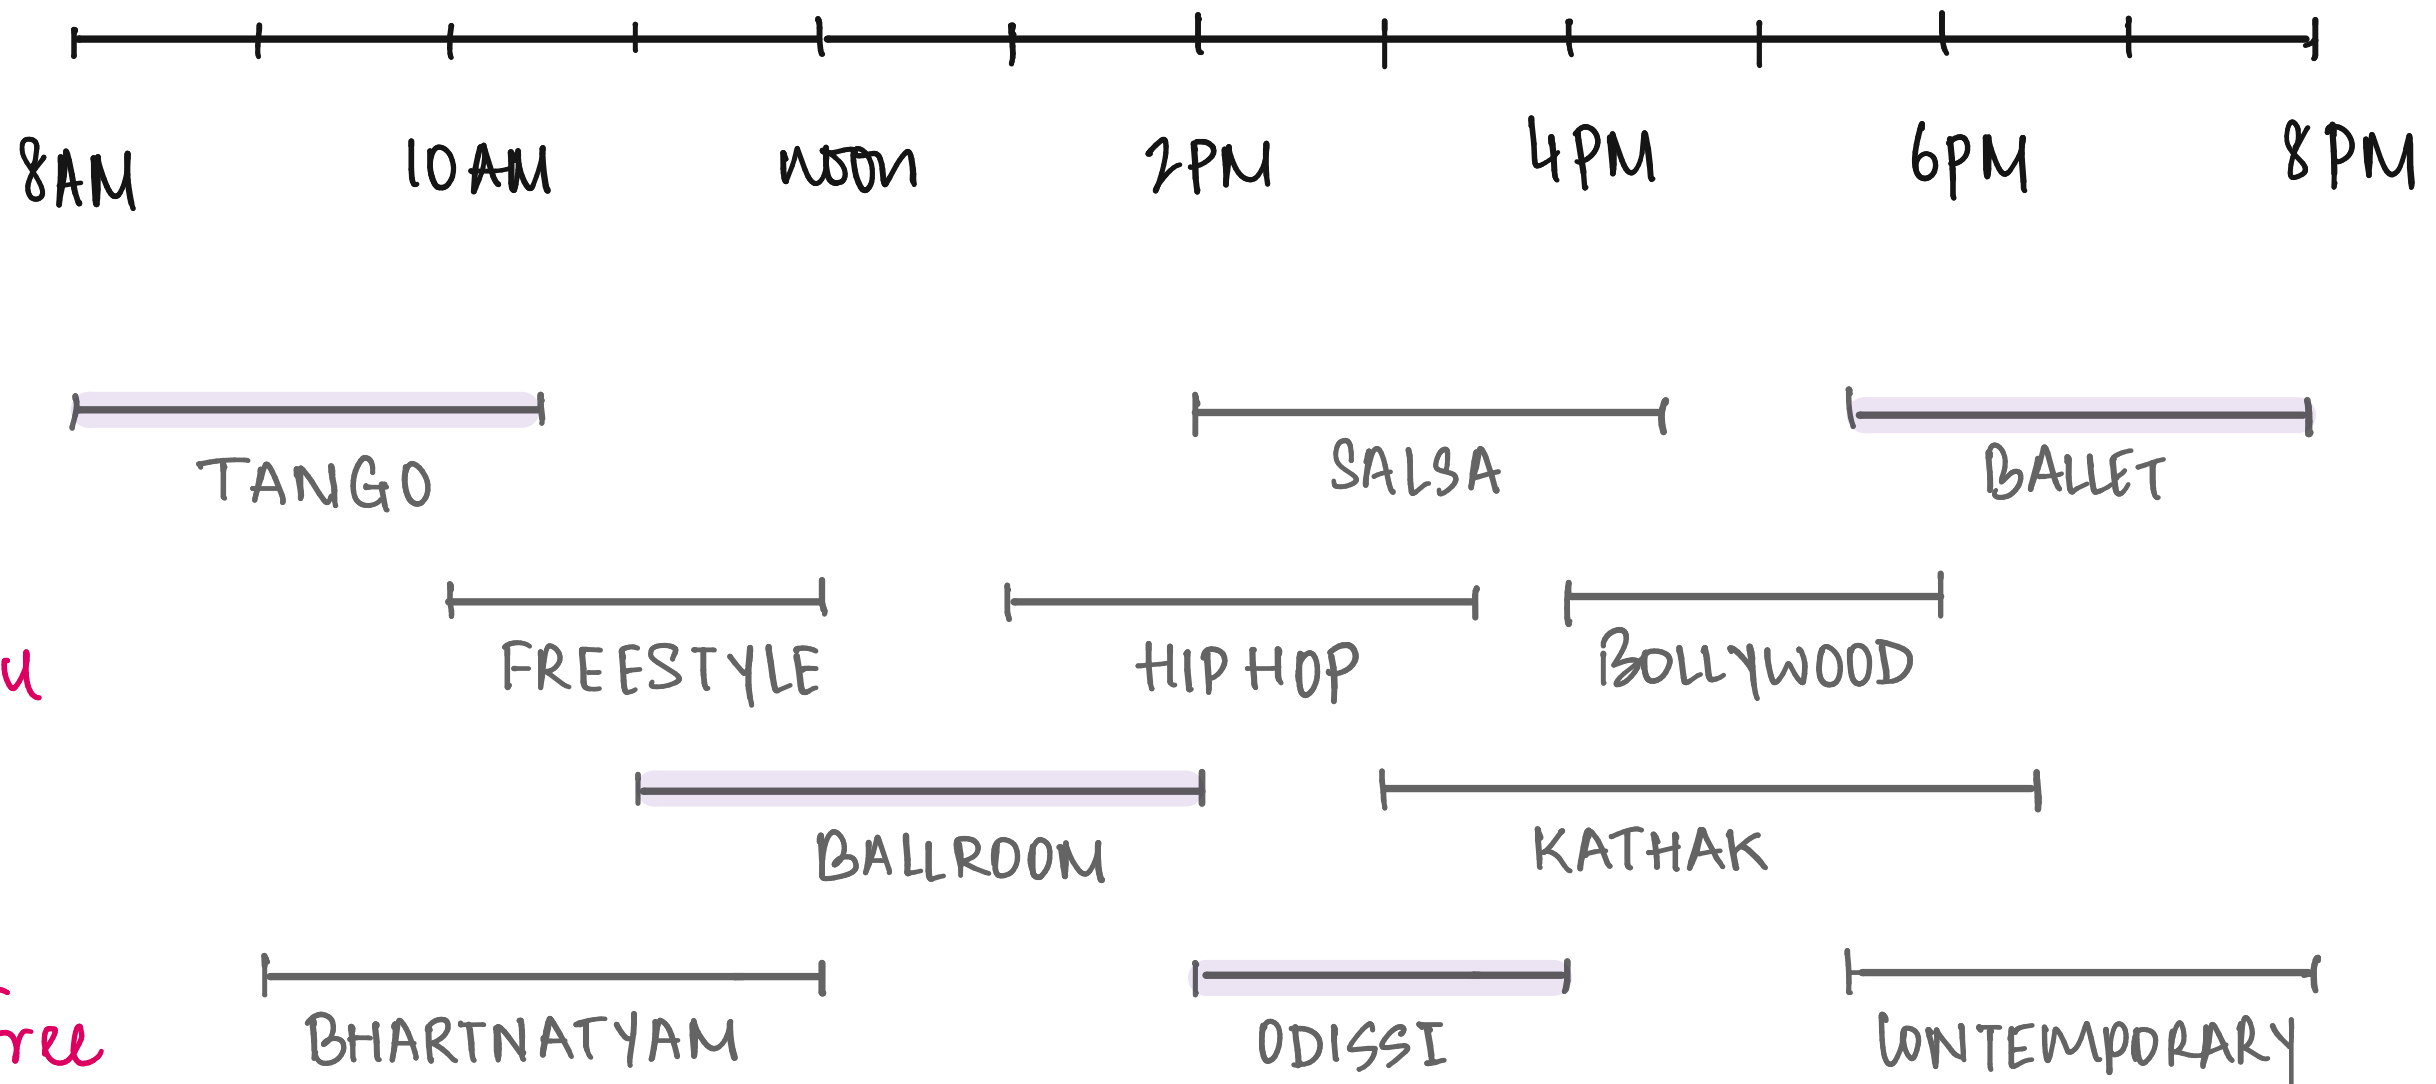 8AM 10AM noon 2PM 4PM 6PM 8PM
TANGO SALSA BALLET
FREESTYLE HIP HOP BOLLYWOOD
u
BALLROOM KATHAK
BHARTNATYAM ODISSI CONTEMPORARY
ree